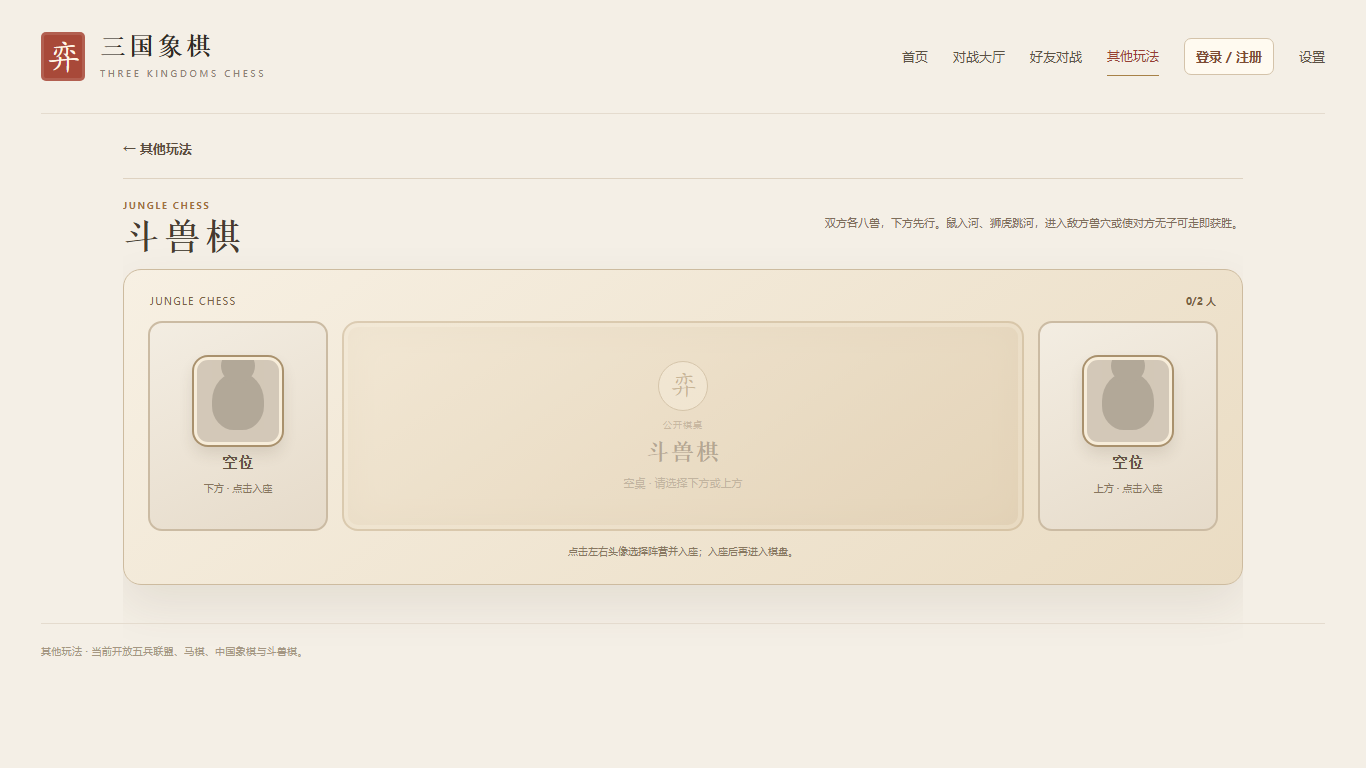 弈
三国象棋
THREE KINGDOMS CHESS
首页 对战大厅 好友对战 其他玩法 登录 / 注册 设置
← 其他玩法
JUNGLE CHESS
斗兽棋
双方各八兽，下方先行。鼠入河、狮虎跳河，进入敌方兽穴或使对方无子可走即获胜。
JUNGLE CHESS
0/2 人
空位
下方 · 点击入座
弈
公开棋桌
斗兽棋
空桌 · 请选择下方或上方
空位
上方 · 点击入座
点击左右头像选择阵营并入座；入座后再进入棋盘。
其他玩法 · 当前开放五兵联盟、马棋、中国象棋与斗兽棋。